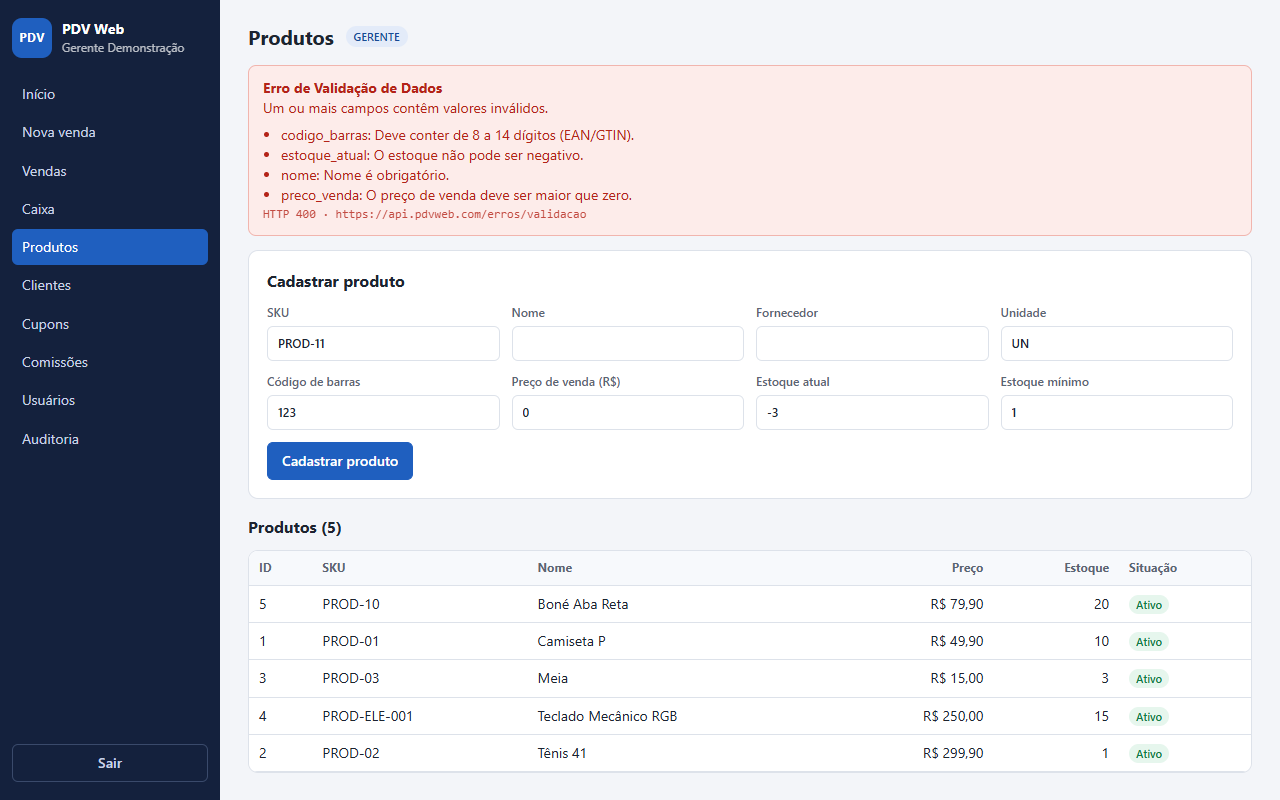 PDV
PDV Web
Gerente Demonstração
Início
Nova venda
Vendas
Caixa
Produtos
Clientes
Cupons
Comissões
Usuários
Auditoria
Sair
Produtos GERENTE
Erro de Validação de Dados
Um ou mais campos contêm valores inválidos.
• codigo_barras: Deve conter de 8 a 14 dígitos (EAN/GTIN).
• estoque_atual: O estoque não pode ser negativo.
• nome: Nome é obrigatório.
• preco_venda: O preço de venda deve ser maior que zero.
HTTP 400 · https://api.pdvweb.com/erros/validacao
Cadastrar produto
SKU Nome Fornecedor Unidade
PROD-11 UN
Código de barras Preço de venda (R$) Estoque atual Estoque mínimo
123 0 -3 1
Cadastrar produto
Produtos (5)
ID SKU Nome Preço Estoque Situação
5 PROD-10 Boné Aba Reta R$ 79,90 20 Ativo
1 PROD-01 Camiseta P R$ 49,90 10 Ativo
3 PROD-03 Meia R$ 15,00 3 Ativo
4 PROD-ELE-001 Teclado Mecânico RGB R$ 250,00 15 Ativo
2 PROD-02 Tênis 41 R$ 299,90 1 Ativo